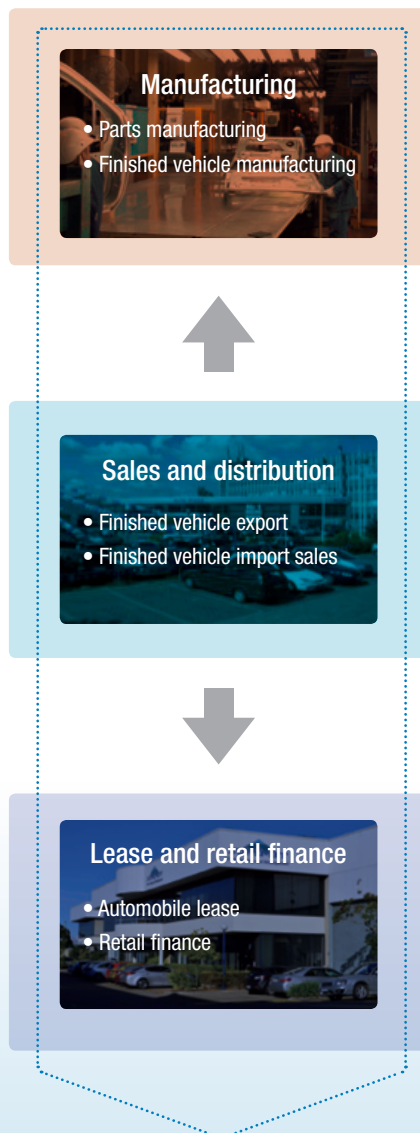 Manufacturing
• Parts manufacturing
• Finished vehicle manufacturing
Sales and distribution
• Finished vehicle export
• Finished vehicle import sales
Lease and retail finance
• Automobile lease
• Retail finance